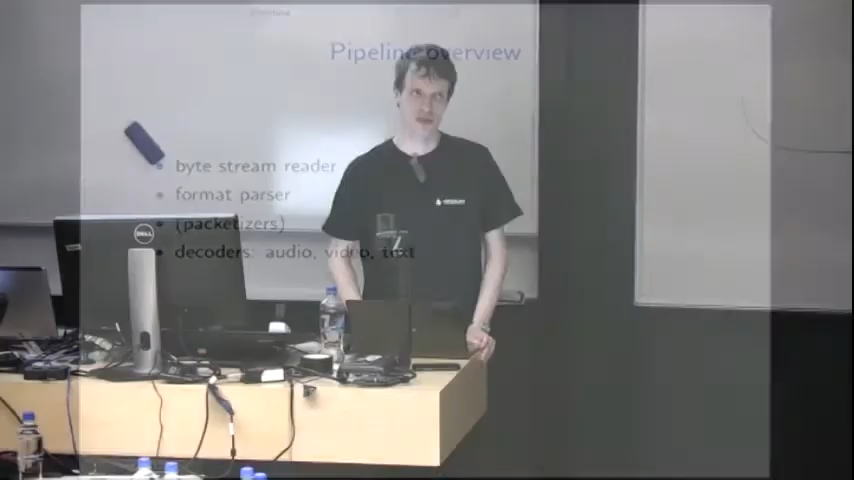 Pipeline overview
• byte stream reader
• format parser
• (packetizers)
• decoders: audio, video, text
DELL